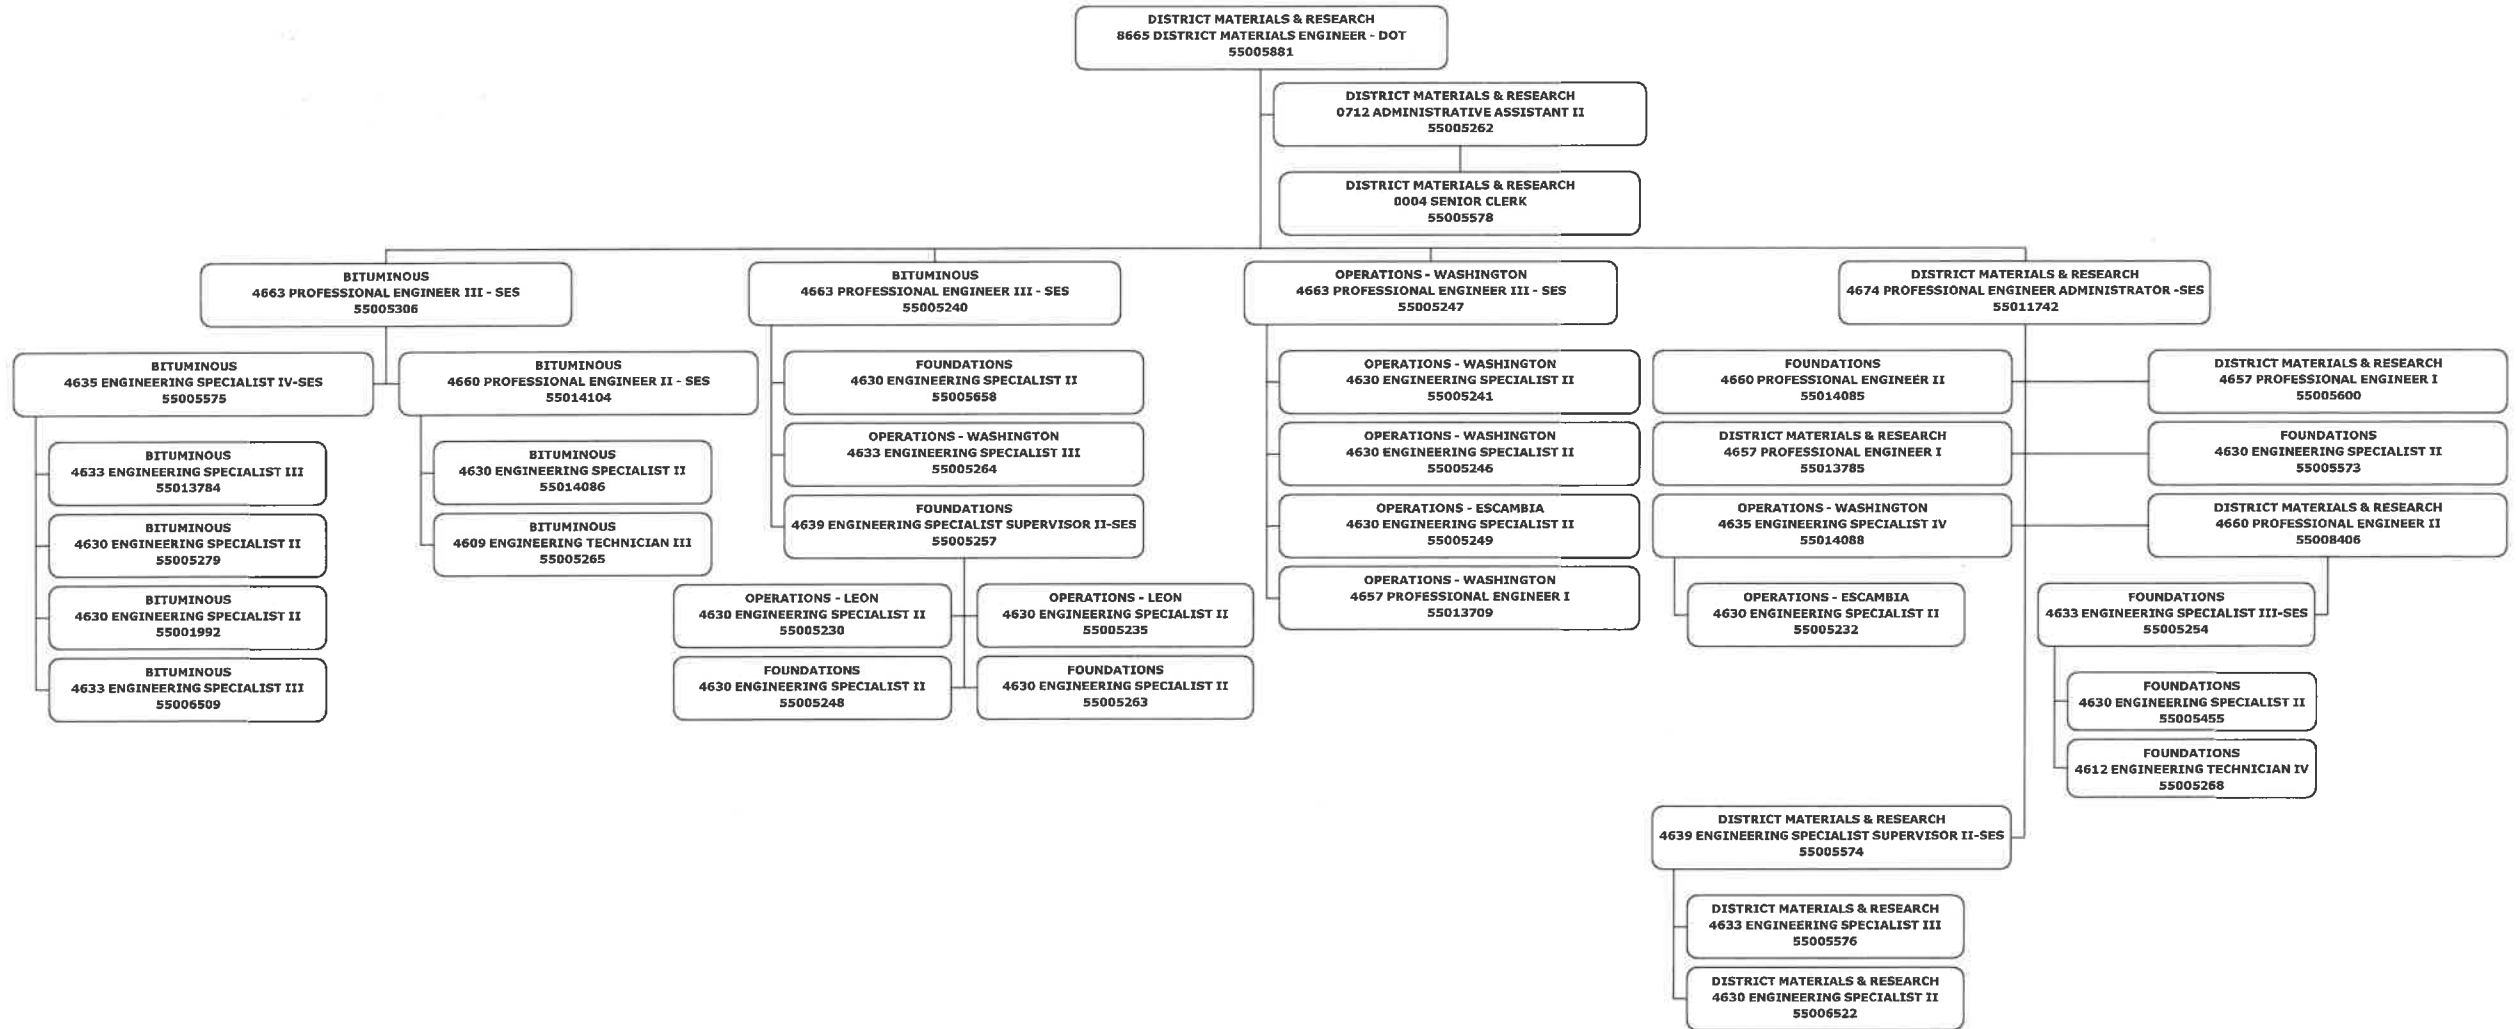 DISTRICT MATERIALS & RESEARCH
8665 DISTRICT MATERIALS ENGINEER - DOT
55005881
DISTRICT MATERIALS & RESEARCH
0712 ADMINISTRATIVE ASSISTANT II
55005262
DISTRICT MATERIALS & RESEARCH
0004 SENIOR CLERK
55005578
BITUMINOUS
4663 PROFESSIONAL ENGINEER III - SES
55005306
BITUMINOUS
4635 ENGINEERING SPECIALIST IV-SES
55005575
BITUMINOUS
4633 ENGINEERING SPECIALIST III
55013784
BITUMINOUS
4630 ENGINEERING SPECIALIST II
55005279
BITUMINOUS
4630 ENGINEERING SPECIALIST II
55001992
BITUMINOUS
4633 ENGINEERING SPECIALIST III
55006509
BITUMINOUS
4660 PROFESSIONAL ENGINEER II - SES
55014104
BITUMINOUS
4630 ENGINEERING SPECIALIST II
55014086
BITUMINOUS
4609 ENGINEERING TECHNICIAN III
55005265
BITUMINOUS
4663 PROFESSIONAL ENGINEER III - SES
55005240
FOUNDATIONS
4630 ENGINEERING SPECIALIST II
55005658
OPERATIONS - WASHINGTON
4633 ENGINEERING SPECIALIST III
55005264
FOUNDATIONS
4639 ENGINEERING SPECIALIST SUPERVISOR II-SES
55005257
OPERATIONS - LEON
4630 ENGINEERING SPECIALIST II
55005230
OPERATIONS - LEON
4630 ENGINEERING SPECIALIST II
55005235
FOUNDATIONS
4630 ENGINEERING SPECIALIST II
55005248
FOUNDATIONS
4630 ENGINEERING SPECIALIST II
55005263
OPERATIONS - WASHINGTON
4663 PROFESSIONAL ENGINEER III - SES
55005247
OPERATIONS - WASHINGTON
4630 ENGINEERING SPECIALIST II
55005241
OPERATIONS - WASHINGTON
4630 ENGINEERING SPECIALIST II
55005246
OPERATIONS - ESCAMBIA
4630 ENGINEERING SPECIALIST II
55005249
OPERATIONS - WASHINGTON
4657 PROFESSIONAL ENGINEER I
55013709
DISTRICT MATERIALS & RESEARCH
4674 PROFESSIONAL ENGINEER ADMINISTRATOR -SES
55011742
FOUNDATIONS
4660 PROFESSIONAL ENGINEER II
55014085
DISTRICT MATERIALS & RESEARCH
4657 PROFESSIONAL ENGINEER I
55005600
DISTRICT MATERIALS & RESEARCH
4657 PROFESSIONAL ENGINEER I
55013785
FOUNDATIONS
4630 ENGINEERING SPECIALIST II
55005573
OPERATIONS - WASHINGTON
4635 ENGINEERING SPECIALIST IV
55014088
DISTRICT MATERIALS & RESEARCH
4660 PROFESSIONAL ENGINEER II
55008406
OPERATIONS - ESCAMBIA
4630 ENGINEERING SPECIALIST II
55005232
FOUNDATIONS
4633 ENGINEERING SPECIALIST III-SES
55005254
FOUNDATIONS
4630 ENGINEERING SPECIALIST II
55005455
FOUNDATIONS
4612 ENGINEERING TECHNICIAN IV
55005268
DISTRICT MATERIALS & RESEARCH
4639 ENGINEERING SPECIALIST SUPERVISOR II-SES
55005574
DISTRICT MATERIALS & RESEARCH
4633 ENGINEERING SPECIALIST III
55005576
DISTRICT MATERIALS & RESEARCH
4630 ENGINEERING SPECIALIST II
55006522